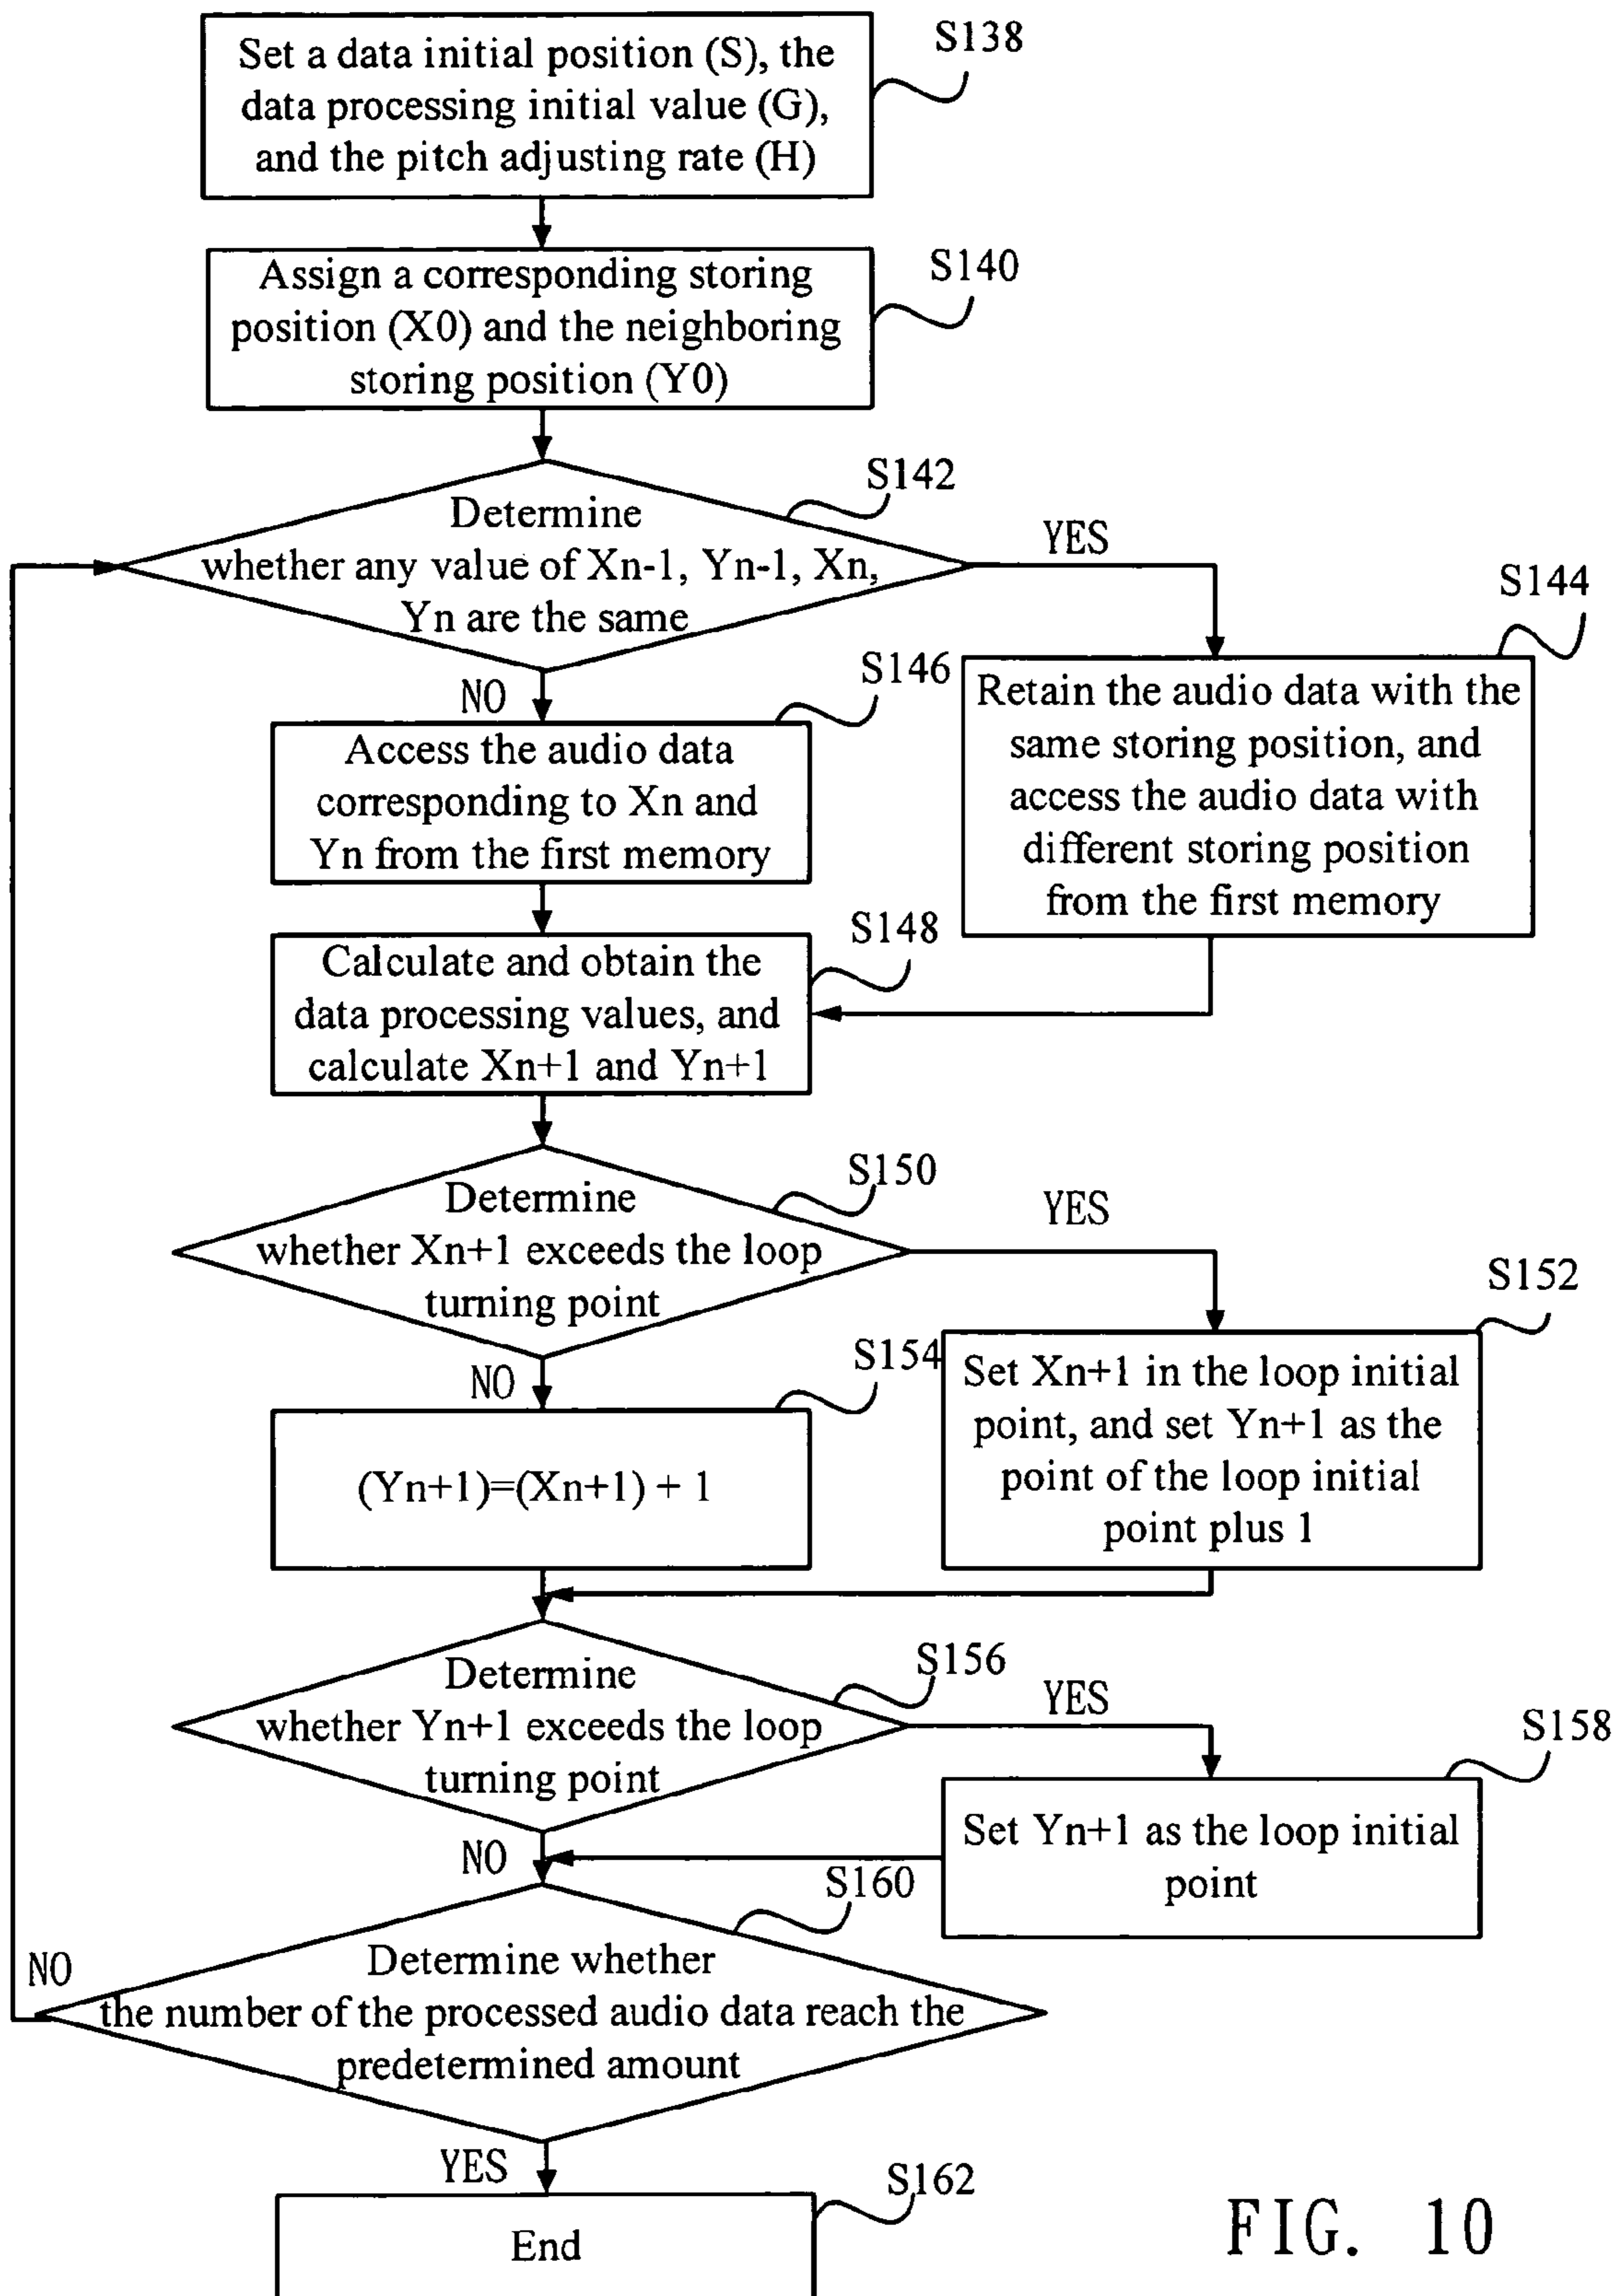 S138
Set a data initial position (S), the
data processing initial value (G),
and the pitch adjusting rate (H)
S140
Assign a corresponding storing
position (X0) and the neighboring
storing position (Y0)
S142
Determine
whether any value of Xn-1, Yn-1, Xn,
Yn are the same
YES
S144
Retain the audio data with the
same storing position, and
access the audio data with
different storing position
from the first memory
NO
S146
Access the audio data
corresponding to Xn and
Yn from the first memory
S148
Calculate and obtain the
data processing values, and
calculate Xn+1 and Yn+1
S150
Determine
whether Xn+1 exceeds the loop
turning point
YES
S152
Set Xn+1 in the loop initial
point, and set Yn+1 as the
point of the loop initial
point plus 1
NO
S154
(Yn+1)=(Xn+1) + 1
S156
Determine
whether Yn+1 exceeds the loop
turning point
YES
S158
Set Yn+1 as the loop initial
point
NO
S160
Determine whether
the number of the processed audio data reach the
predetermined amount
NO
YES
S162
End
FIG. 10